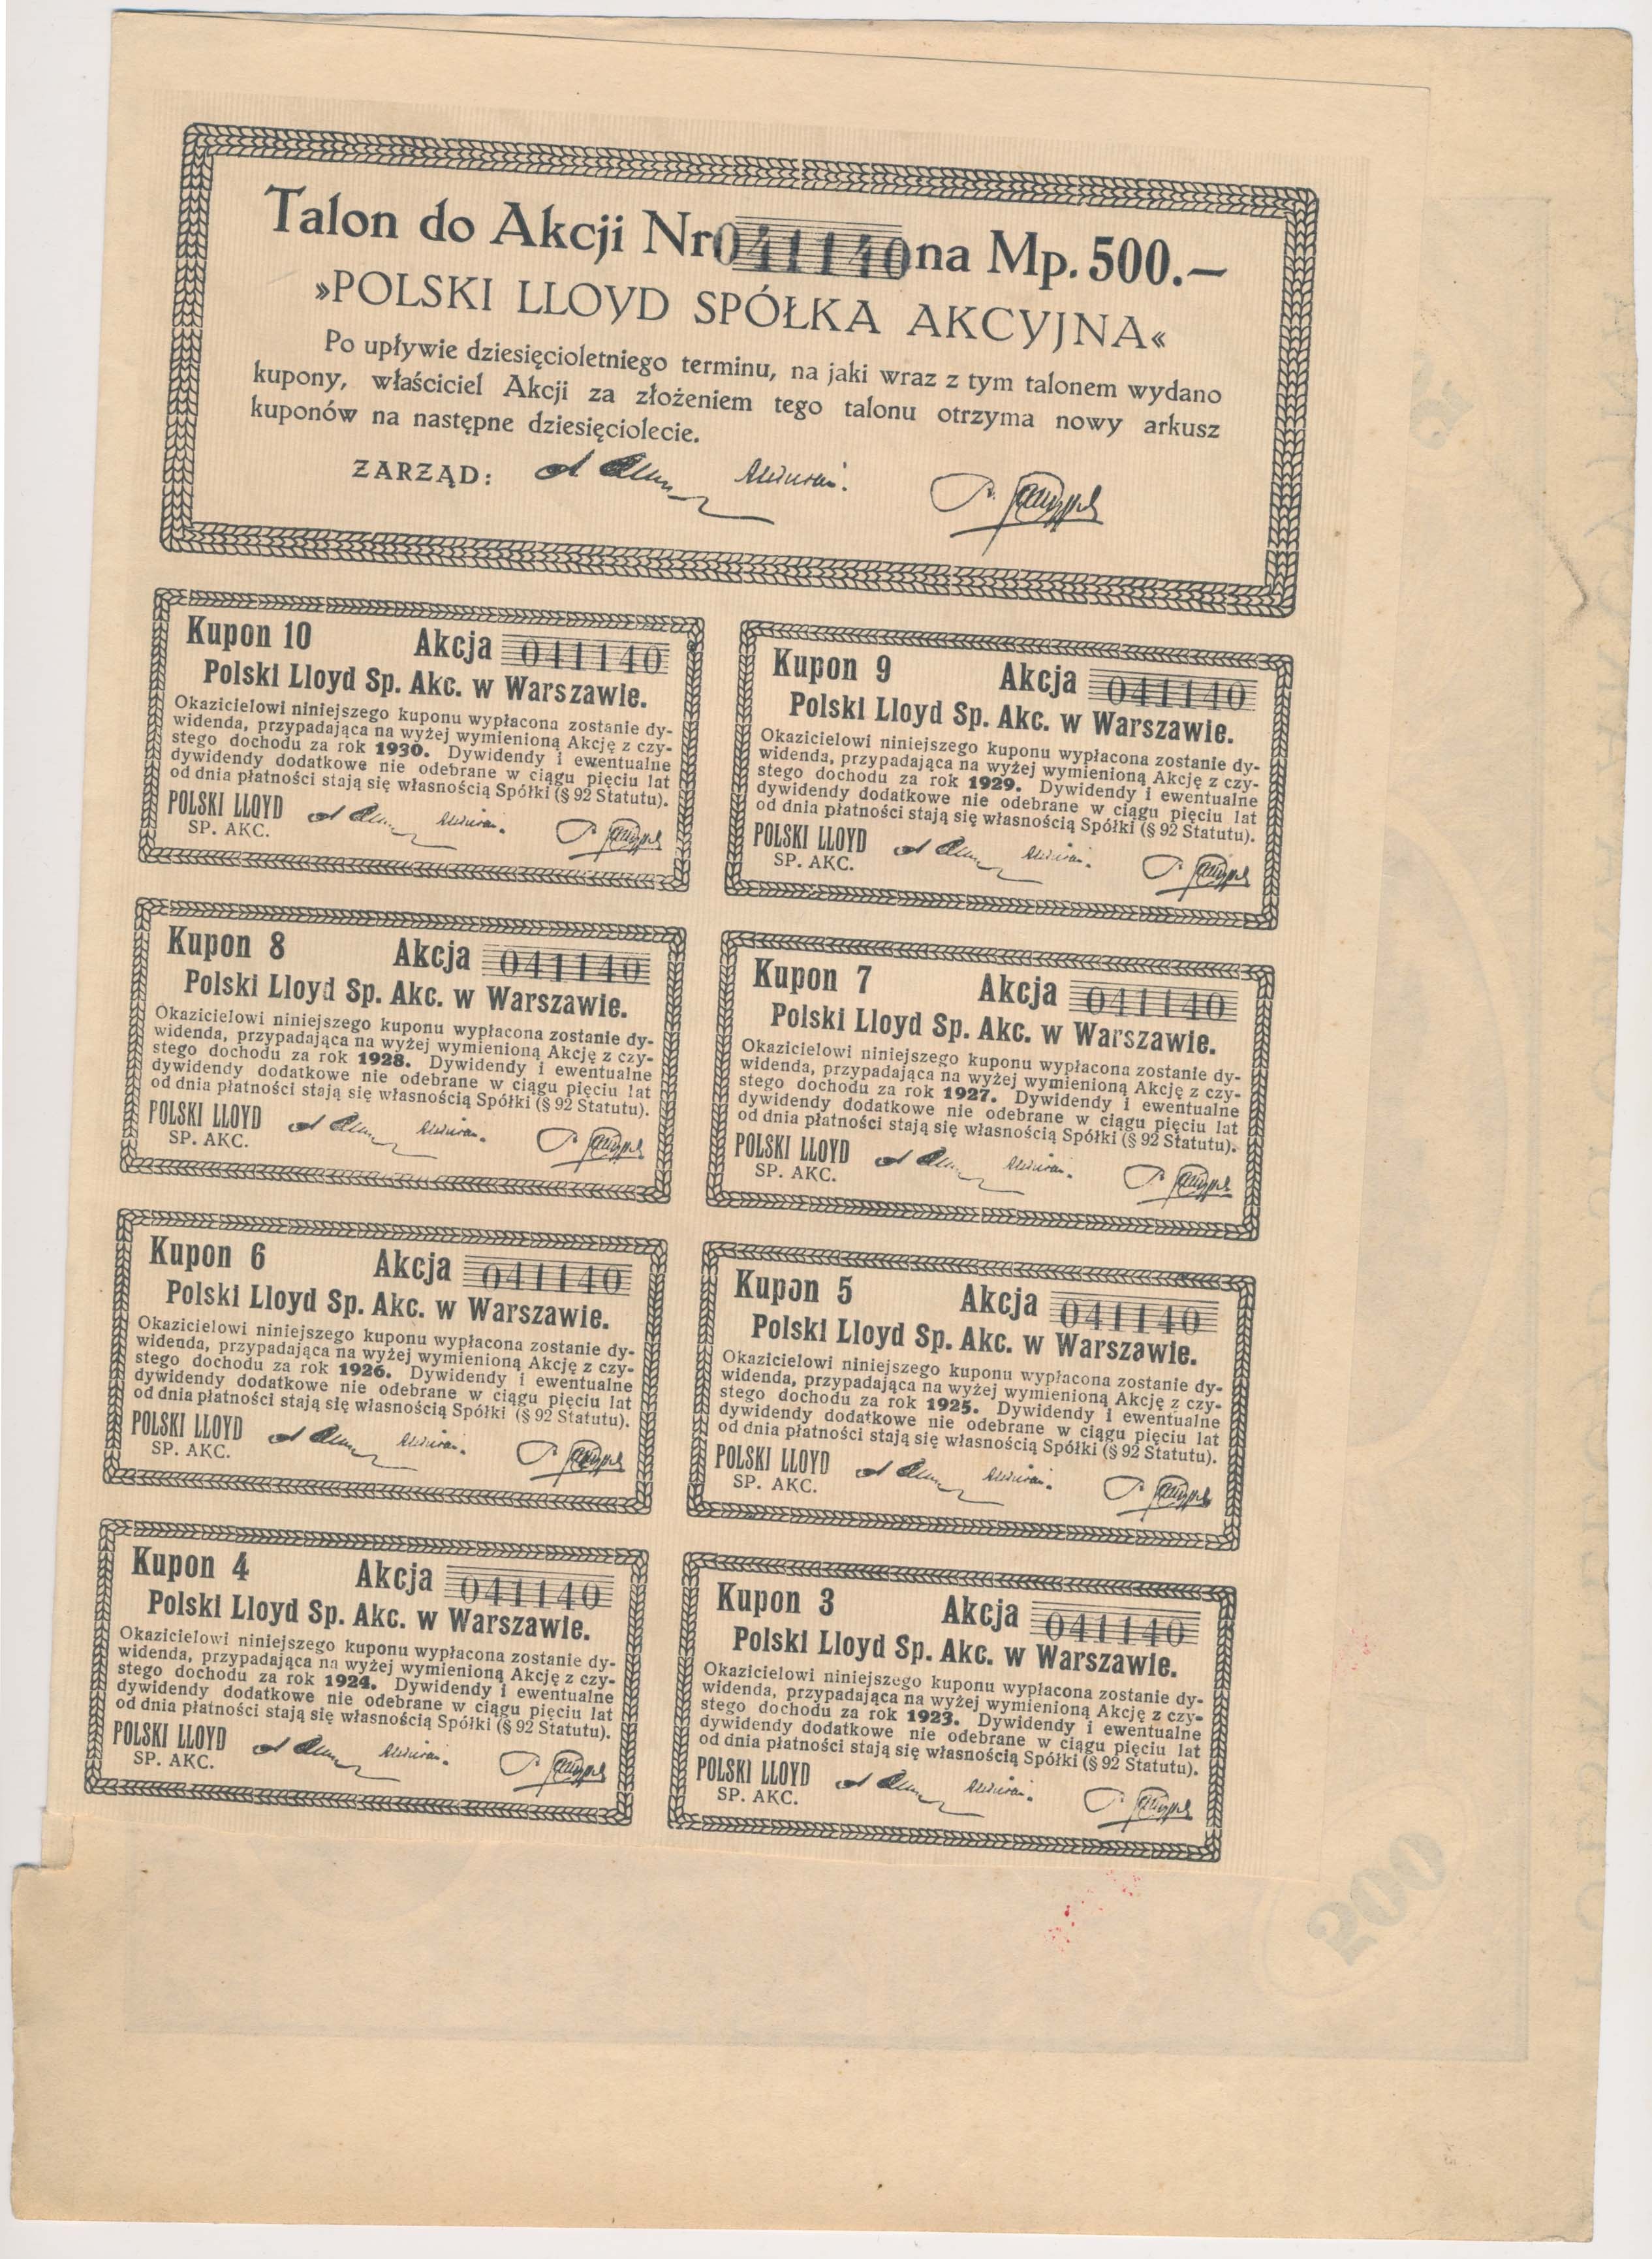 Talon do Akcji Nr 041140 na Mp. 500.—
»POLSKI LLOYD SPÓŁKA AKCYJNA«
Po upływie dziesięcioletniego terminu, na jaki wraz z tym talonem wydano
kupony, właściciel Akcji za złożeniem tego talonu otrzyma nowy arkusz
kuponów na następne dziesięciolecie.
ZARZĄD:
Kupon 10 Akcja 041140
Polski Lloyd Sp. Akc. w Warszawie.
Okazicielowi niniejszego kuponu wypłacona zostanie dy-
widenda, przypadająca na wyżej wymienioną Akcję z czy-
stego dochodu za rok 1930. Dywidendy i ewentualne
dywidendy dodatkowe nie odebrane w ciągu pięciu lat
od dnia płatności stają się własnością Spółki (§ 92 Statutu).
POLSKI LLOYD
SP. AKC.
Kupon 9 Akcja 041140
Polski Lloyd Sp. Akc. w Warszawie.
Okazicielowi niniejszego kuponu wypłacona zostanie dy-
widenda, przypadająca na wyżej wymienioną Akcję z czy-
stego dochodu za rok 1929. Dywidendy i ewentualne
dywidendy dodatkowe nie odebrane w ciągu pięciu lat
od dnia płatności stają się własnością Spółki (§ 92 Statutu).
POLSKI LLOYD
SP. AKC.
Kupon 8 Akcja 041140
Polski Lloyd Sp. Akc. w Warszawie.
Okazicielowi niniejszego kuponu wypłacona zostanie dy-
widenda, przypadająca na wyżej wymienioną Akcję z czy-
stego dochodu za rok 1928. Dywidendy i ewentualne
dywidendy dodatkowe nie odebrane w ciągu pięciu lat
od dnia płatności stają się własnością Spółki (§ 92 Statutu).
POLSKI LLOYD
SP. AKC.
Kupon 7 Akcja 041140
Polski Lloyd Sp. Akc. w Warszawie.
Okazicielowi niniejszego kuponu wypłacona zostanie dy-
widenda, przypadająca na wyżej wymienioną Akcję z czy-
stego dochodu za rok 1927. Dywidendy i ewentualne
dywidendy dodatkowe nie odebrane w ciągu pięciu lat
od dnia płatności stają się własnością Spółki (§ 92 Statutu).
POLSKI LLOYD
SP. AKC.
Kupon 6 Akcja 041140
Polski Lloyd Sp. Akc. w Warszawie.
Okazicielowi niniejszego kuponu wypłacona zostanie dy-
widenda, przypadająca na wyżej wymienioną Akcję z czy-
stego dochodu za rok 1926. Dywidendy i ewentualne
dywidendy dodatkowe nie odebrane w ciągu pięciu lat
od dnia płatności stają się własnością Spółki (§ 92 Statutu).
POLSKI LLOYD
SP. AKC.
Kupon 5 Akcja 041140
Polski Lloyd Sp. Akc. w Warszawie.
Okazicielowi niniejszego kuponu wypłacona zostanie dy-
widenda, przypadająca na wyżej wymienioną Akcję z czy-
stego dochodu za rok 1925. Dywidendy i ewentualne
dywidendy dodatkowe nie odebrane w ciągu pięciu lat
od dnia płatności stają się własnością Spółki (§ 92 Statutu).
POLSKI LLOYD
SP. AKC.
Kupon 4 Akcja 041140
Polski Lloyd Sp. Akc. w Warszawie.
Okazicielowi niniejszego kuponu wypłacona zostanie dy-
widenda, przypadająca na wyżej wymienioną Akcję z czy-
stego dochodu za rok 1924. Dywidendy i ewentualne
dywidendy dodatkowe nie odebrane w ciągu pięciu lat
od dnia płatności stają się własnością Spółki (§ 92 Statutu).
POLSKI LLOYD
SP. AKC.
Kupon 3 Akcja 041140
Polski Lloyd Sp. Akc. w Warszawie.
Okazicielowi niniejszego kuponu wypłacona zostanie dy-
widenda, przypadająca na wyżej wymienioną Akcję z czy-
stego dochodu za rok 1923. Dywidendy i ewentualne
dywidendy dodatkowe nie odebrane w ciągu pięciu lat
od dnia płatności stają się własnością Spółki (§ 92 Statutu).
POLSKI LLOYD
SP. AKC.